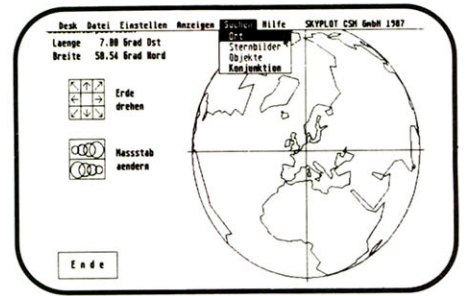 Desk Datei Einstellen Anzeigen Suchen Hilfe SKYPLOT CSH GmbH 1987
Laenge 7.00 Grad Ost
Breite 50.54 Grad Nord
Ort
Sternbilder
Objekte
Konjunktion
Erde
drehen
Massstab
aendern
Ende